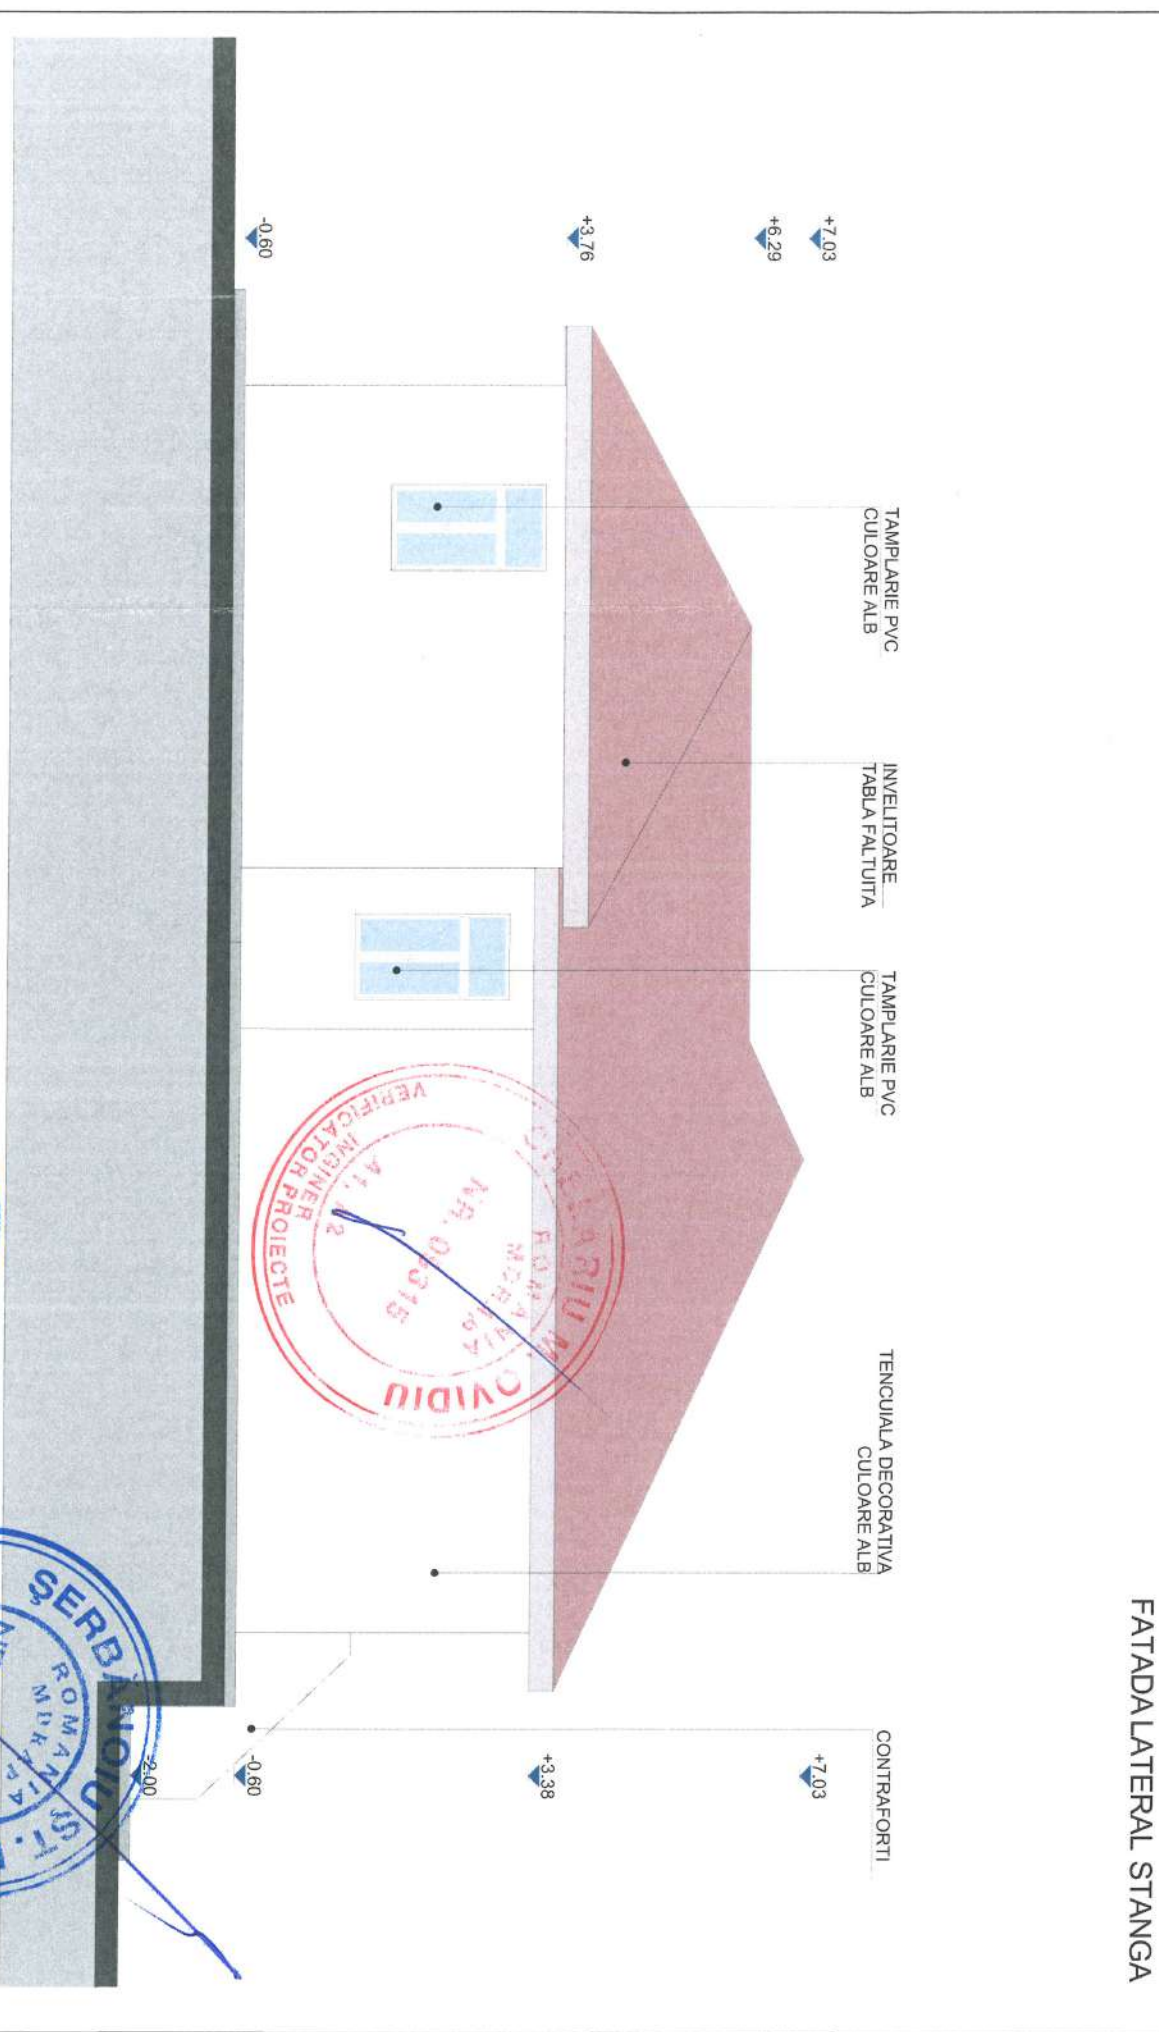 FATADA LATERAL STANGA
TAMPLARIE PVC
CULOARE ALB
INVELITOARE
TABLA FALTUITA
TAMPLARIE PVC
CULOARE ALB
TENCUIALA DECORATIVA
CULOARE ALB
CONTRAFORTI
+7.03
+6.29
+3.76
-0.60
+7.03
+3.38
-0.60
-2.00
M. OVIDIU
ROMANIA
INGINER
VERIFICATOR PROIECTE
ȘERBĂNOIU ST.
ROMANIA